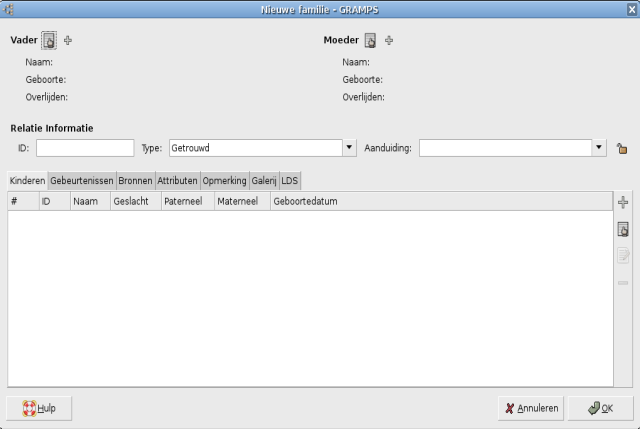 Nieuwe familie - GRAMPS
Vader Moeder
Naam: Naam:
Geboorte: Geboorte:
Overlijden: Overlijden:
Relatie Informatie
ID: Type: Getrouwd Aanduiding:
Kinderen Gebeurtenissen Bronnen Attributen Opmerking Galerij LDS
# ID Naam Geslacht Paterneel Materneel Geboortedatum
Hulp Annuleren OK